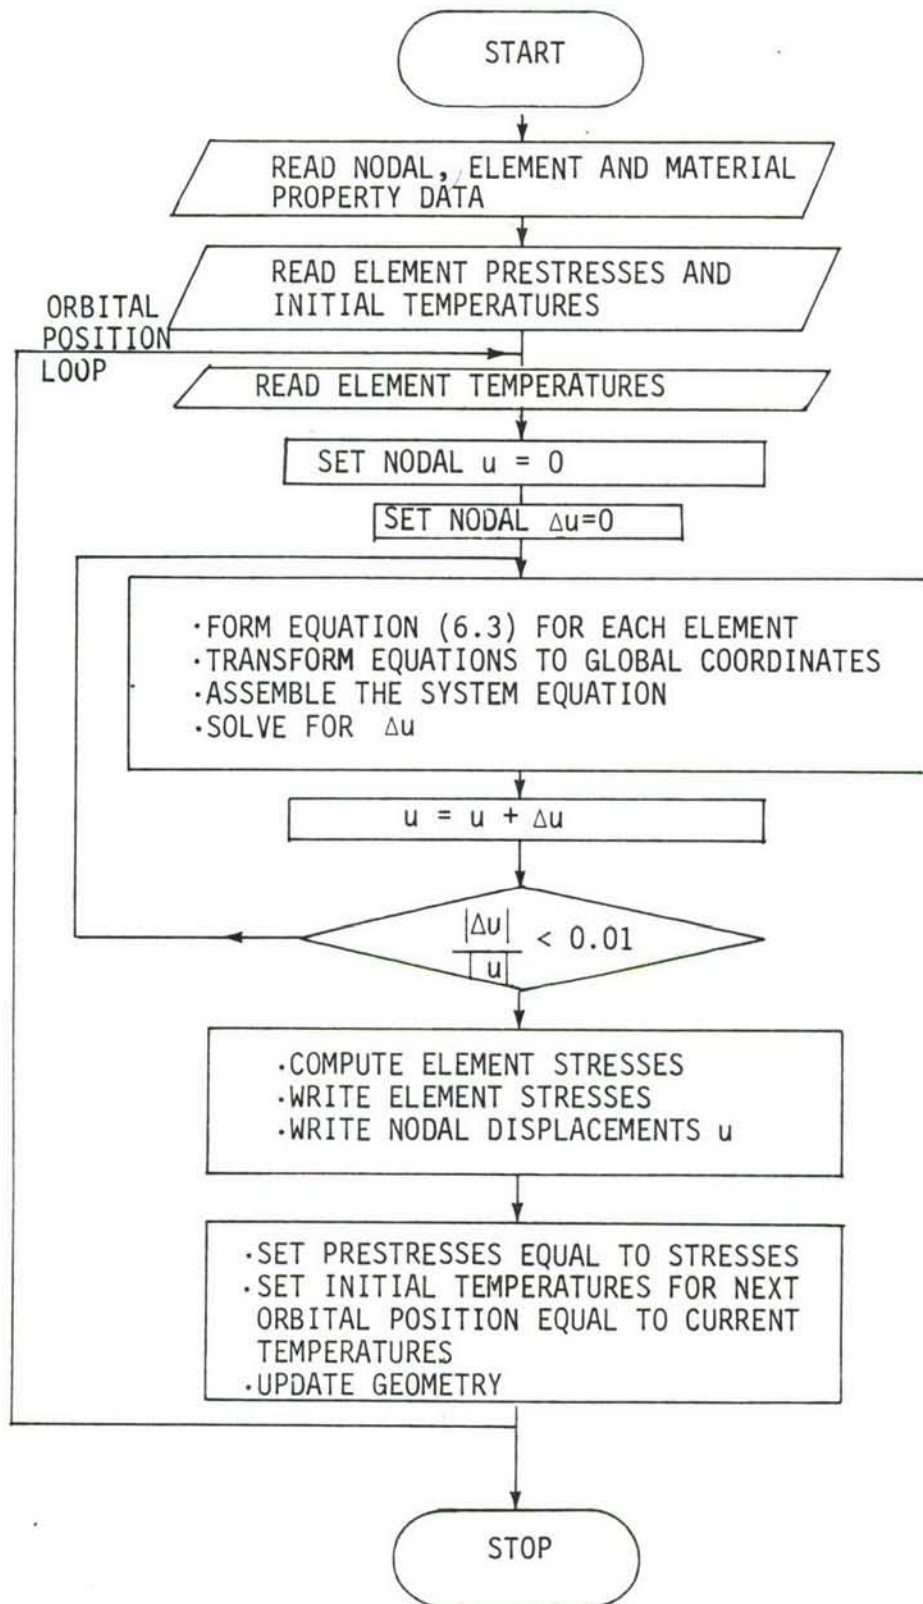 START
READ NODAL, ELEMENT AND MATERIAL
PROPERTY DATA
READ ELEMENT PRESTRESSES AND
INITIAL TEMPERATURES
ORBITAL
POSITION
LOOP
READ ELEMENT TEMPERATURES
SET NODAL u = 0
SET NODAL Δu=0
·FORM EQUATION (6.3) FOR EACH ELEMENT
·TRANSFORM EQUATIONS TO GLOBAL COORDINATES
·ASSEMBLE THE SYSTEM EQUATION
·SOLVE FOR Δu
u = u + Δu
|Δu|
< 0.01
|u|
·COMPUTE ELEMENT STRESSES
·WRITE ELEMENT STRESSES
·WRITE NODAL DISPLACEMENTS u
·SET PRESTRESSES EQUAL TO STRESSES
·SET INITIAL TEMPERATURES FOR NEXT
ORBITAL POSITION EQUAL TO CURRENT
TEMPERATURES
·UPDATE GEOMETRY
STOP